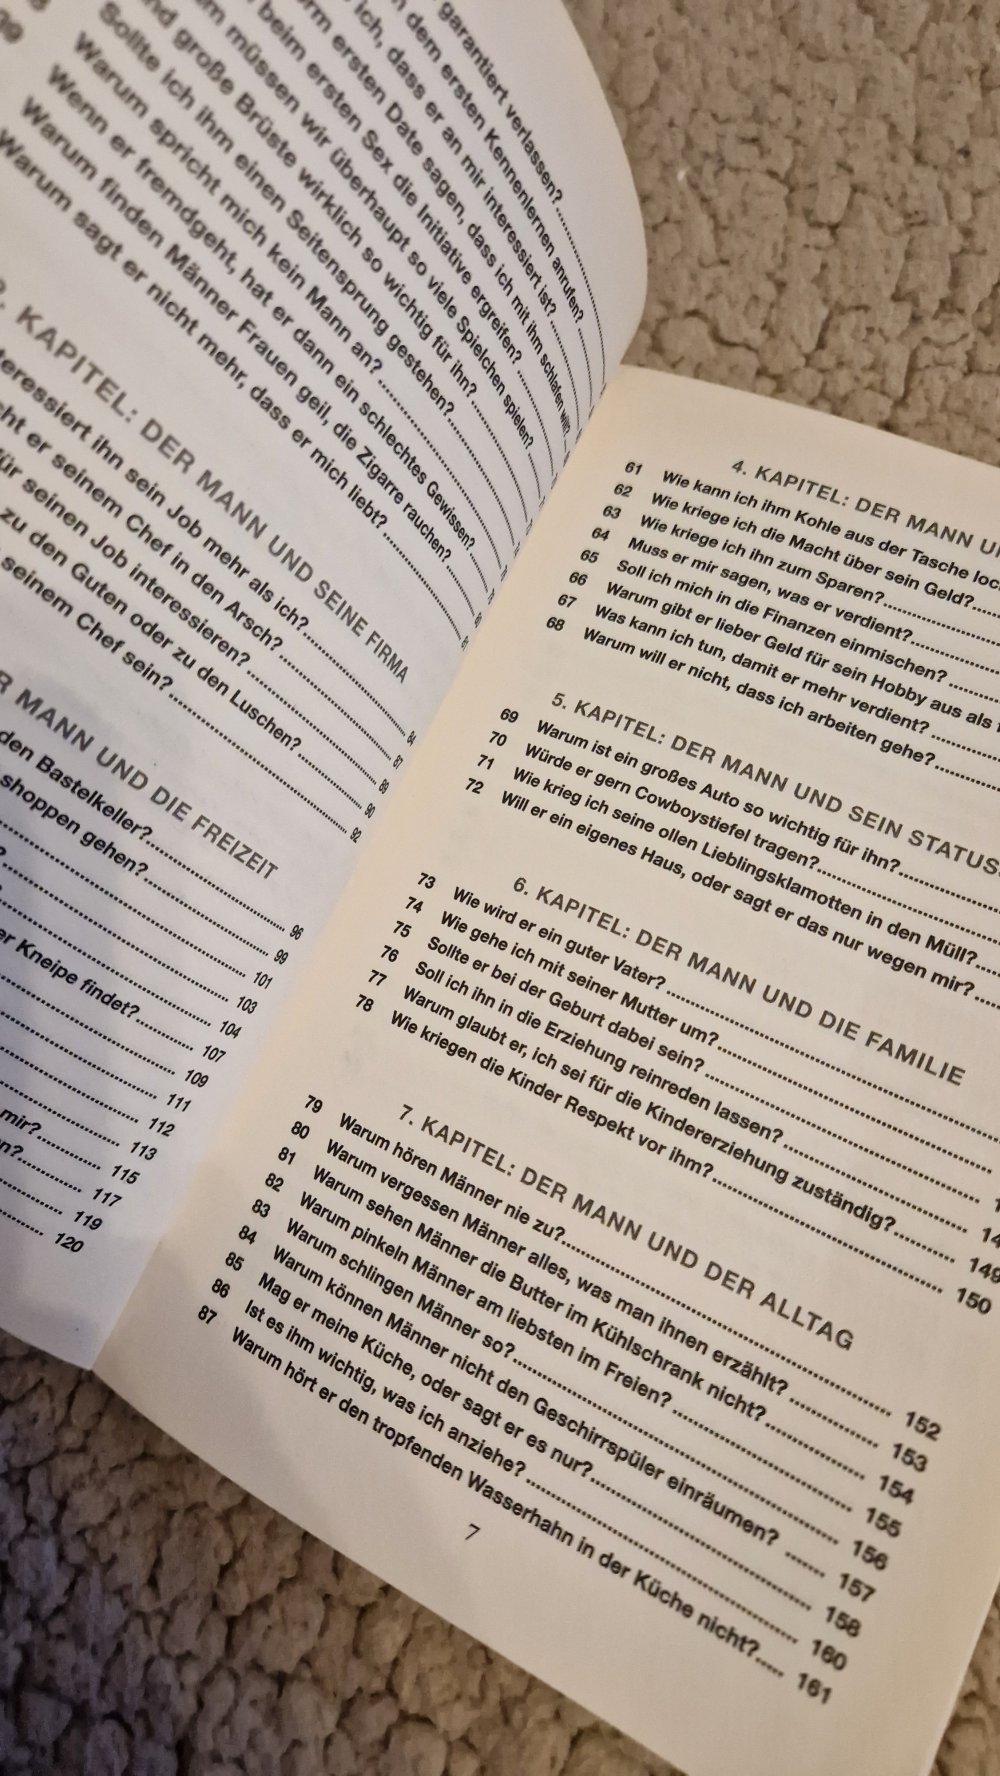 garantiert verlassen?
dem ersten Kennenlernen anrufen?
ich, dass er an mir interessiert ist?
ersten Date sagen, dass ich mit ihm schlafen will?
beim ersten Sex die Initiative ergreifen?
müssen wir überhaupt so viele Spielchen spielen?
große Brüste wirklich so wichtig für ihn?
Sollte ich ihm einen Seitensprung gestehen?
Warum spricht mich kein Mann an?
Wenn er fremdgeht, hat er dann ein schlechtes Gewissen?
Warum finden Männer Frauen geil, die Zigarre rauchen?
Warum sagt er nicht mehr, dass er mich liebt? 81
2. KAPITEL: DER MANN UND SEINE FIRMA
ihn sein Job mehr als ich? 84
er seinem Chef in den Arsch? 87
für seinen Job interessieren? 89
zu den Guten oder zu den Luschen? 90
seinem Chef sein? 92
MANN UND DIE FREIZEIT
den Bastelkeller? 96
shoppen gehen? 99
101
103
104
er Kneipe findet? 107
109
111
112
113
mir? 115
117
119
120
4. KAPITEL: DER MANN
61 Wie kann ich ihm Kohle aus der Tasche
62 Wie kriege ich die Macht über sein Geld?
63 Wie kriege ich ihn zum Sparen?
64 Muss er mir sagen, was er verdient?
65 Soll ich mich in die Finanzen einmischen?
66 Warum gibt er lieber Geld für sein Hobby aus als
67 Was kann ich tun, damit er mehr verdient?
68 Warum will er nicht, dass ich arbeiten gehe?
5. KAPITEL: DER MANN UND SEIN STATUS
69 Warum ist ein großes Auto so wichtig für ihn?
70 Würde er gern Cowboystiefel tragen?
71 Wie krieg ich seine ollen Lieblingsklamotten in den Müll?
72 Will er ein eigenes Haus, oder sagt er das nur wegen mir?
6. KAPITEL: DER MANN UND DIE FAMILIE
73 Wie wird er ein guter Vater?
74 Wie gehe ich mit seiner Mutter um?
75 Sollte er bei der Geburt dabei sein?
76 Soll ich ihn in die Erziehung reinreden lassen?
77 Warum glaubt er, ich sei für die Kindererziehung zuständig? 149
78 Wie kriegen die Kinder Respekt vor ihm? 150
7. KAPITEL: DER MANN UND DER ALLTAG
79 Warum hören Männer nie zu? 152
80 Warum vergessen Männer alles, was man ihnen erzählt? 153
81 Warum sehen Männer die Butter im Kühlschrank nicht? 154
82 Warum pinkeln Männer am liebsten im Freien? 155
83 Warum schlingen Männer so? 156
84 Warum können Männer nicht den Geschirrspüler einräumen? 157
85 Mag er meine Küche, oder sagt er es nur? 158
86 Ist es ihm wichtig, was ich anziehe? 160
87 Warum hört er den tropfenden Wasserhahn in der Küche nicht? 161
7